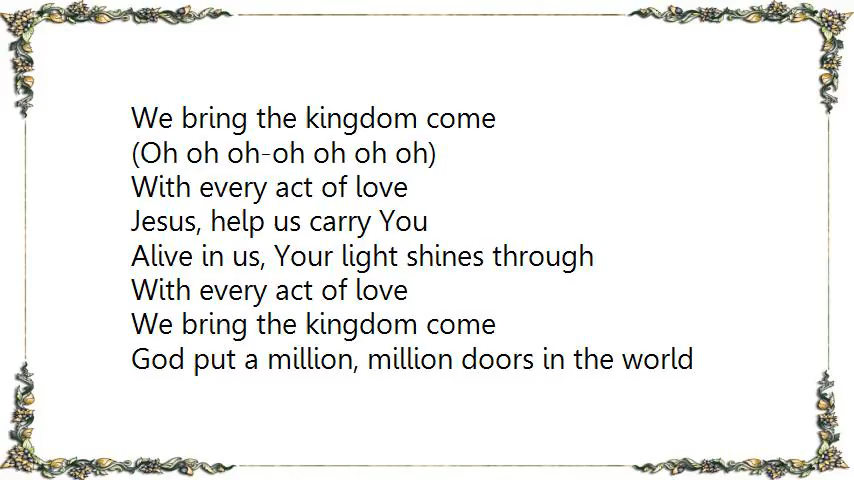 We bring the kingdom come
(Oh oh oh-oh oh oh oh)
With every act of love
Jesus, help us carry You
Alive in us, Your light shines through
With every act of love
We bring the kingdom come
God put a million, million doors in the world